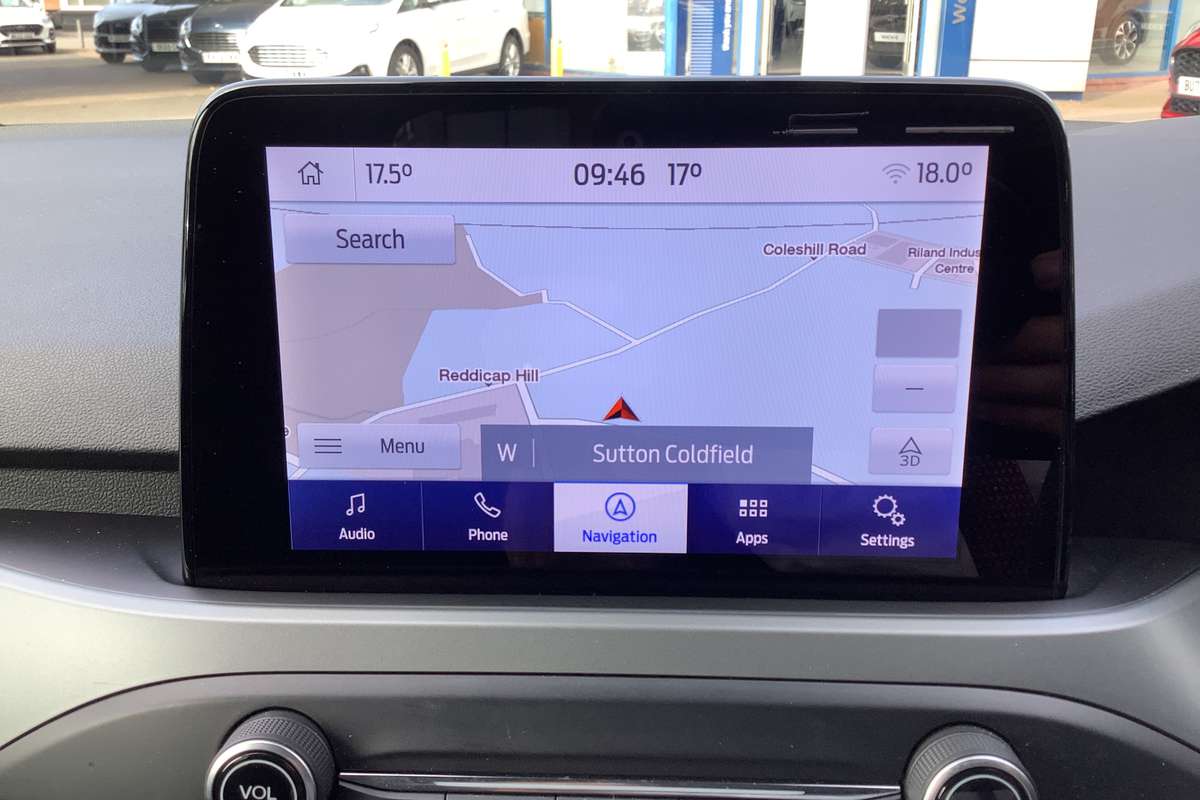 17.5° 09:46 17° 18.0°
Search
Coleshill Road
Riland Indus
Centre
Reddicap Hill
Menu
W Sutton Coldfield
3D
Audio Phone Navigation Apps Settings
VOL